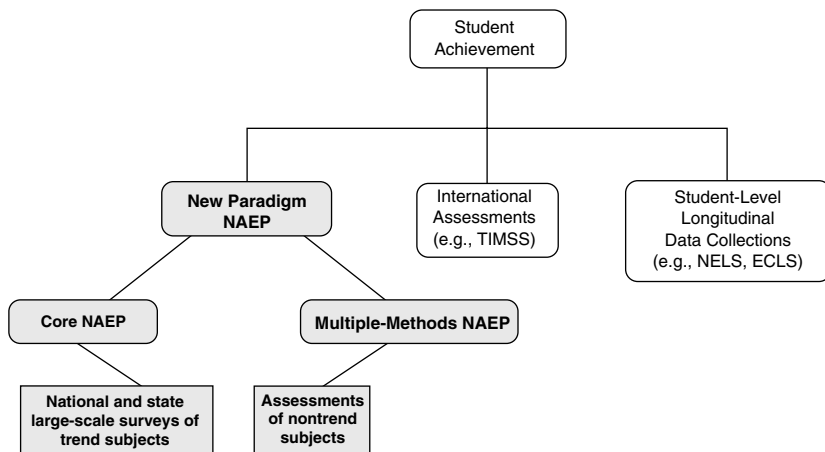 Student
Achievement
New Paradigm
NAEP
International
Assessments
(e.g., TIMSS)
Student-Level
Longitudinal
Data Collections
(e.g., NELS, ECLS)
Core NAEP
Multiple-Methods NAEP
National and state
large-scale surveys of
trend subjects
Assessments
of nontrend
subjects